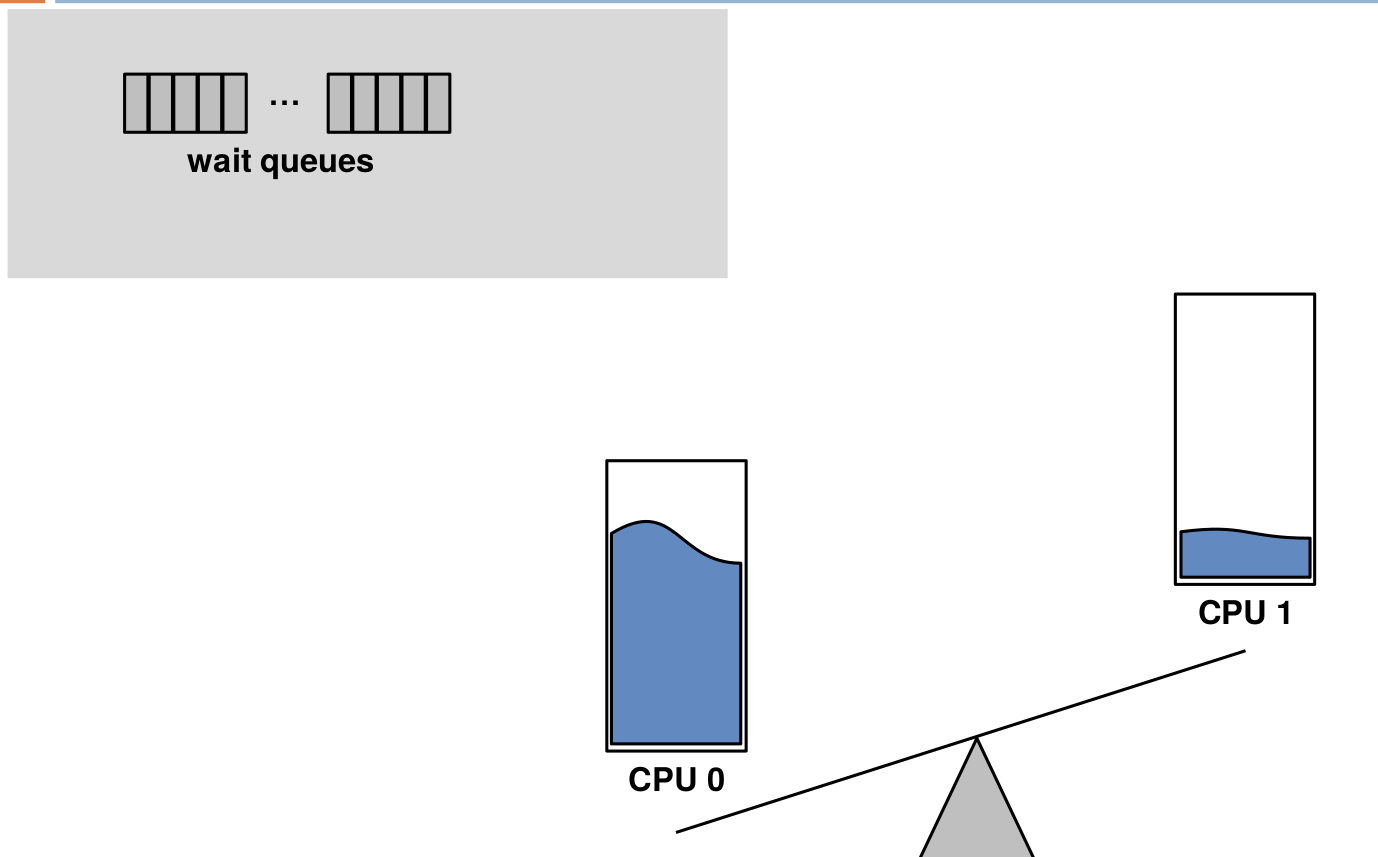 ...
wait queues
CPU 1
CPU 0